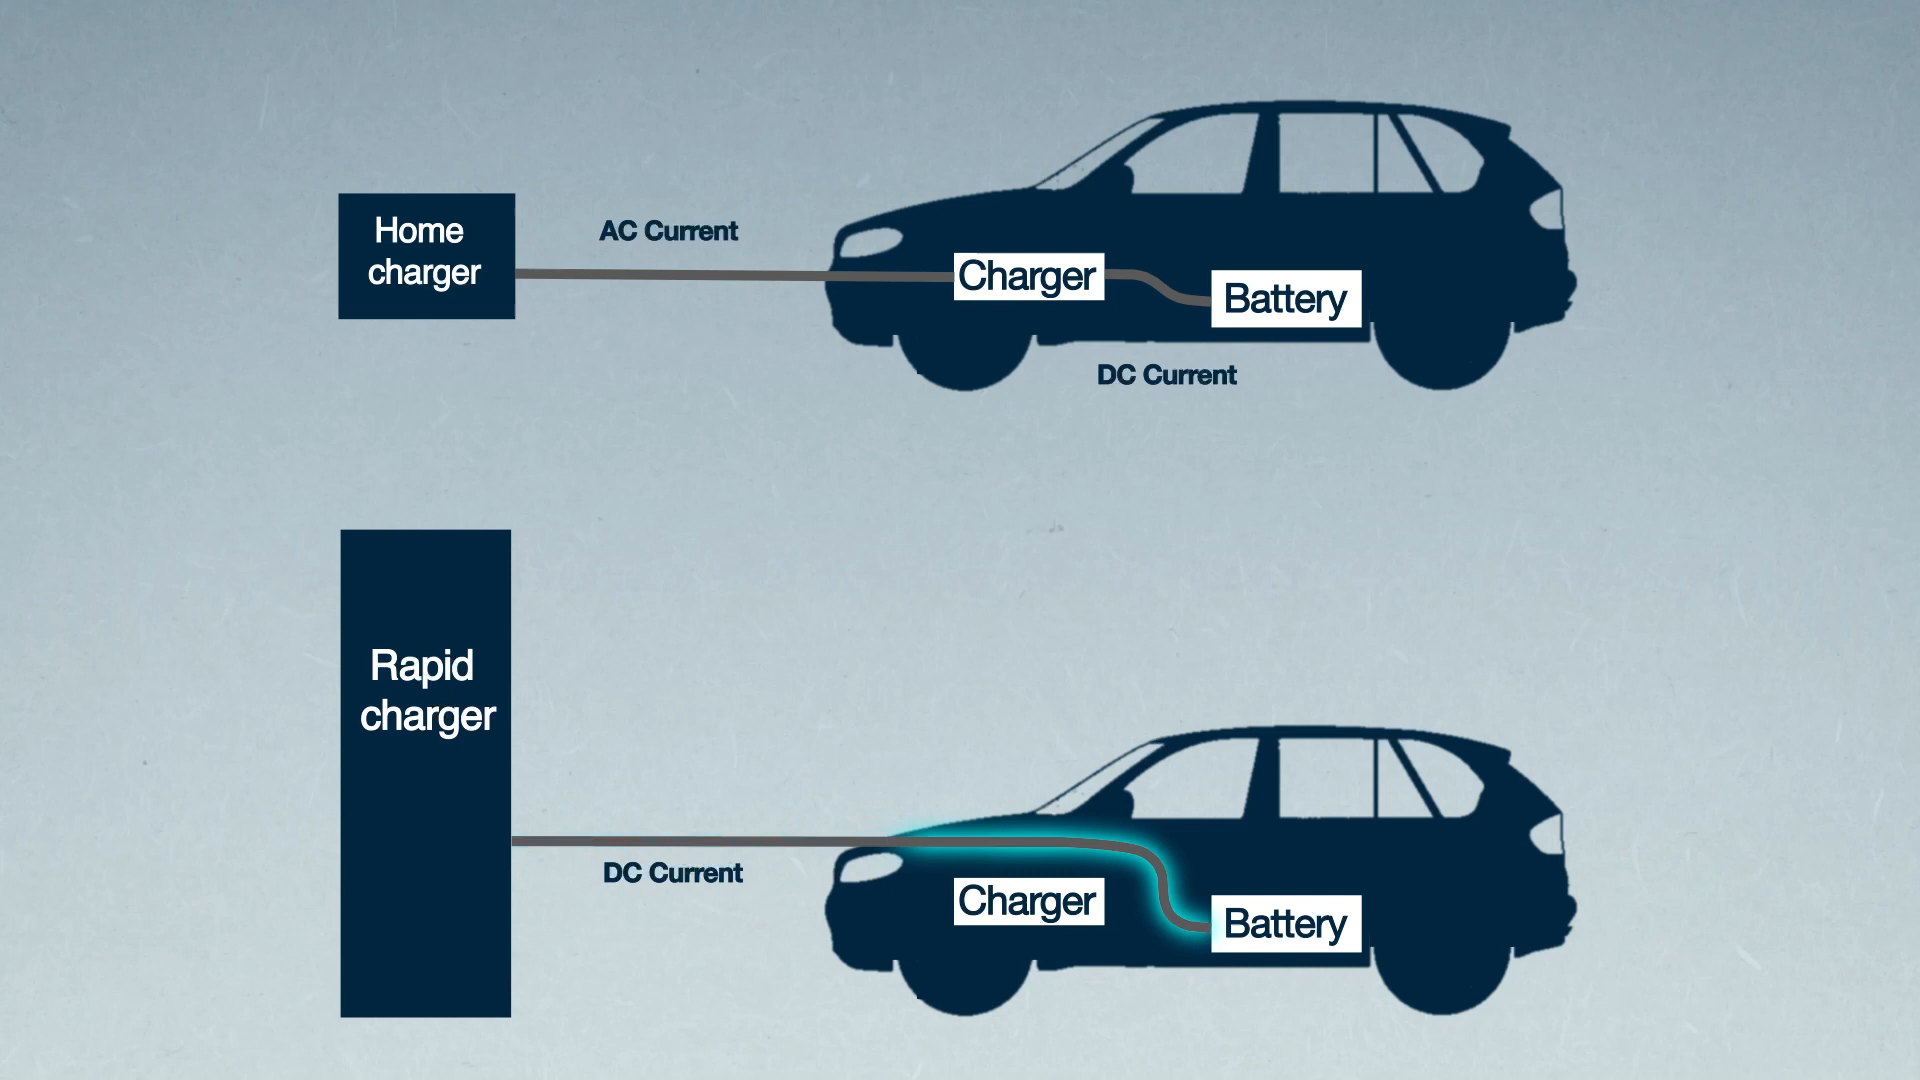 Home
charger
AC Current
Charger
Battery
DC Current
Rapid
charger
DC Current
Charger
Battery